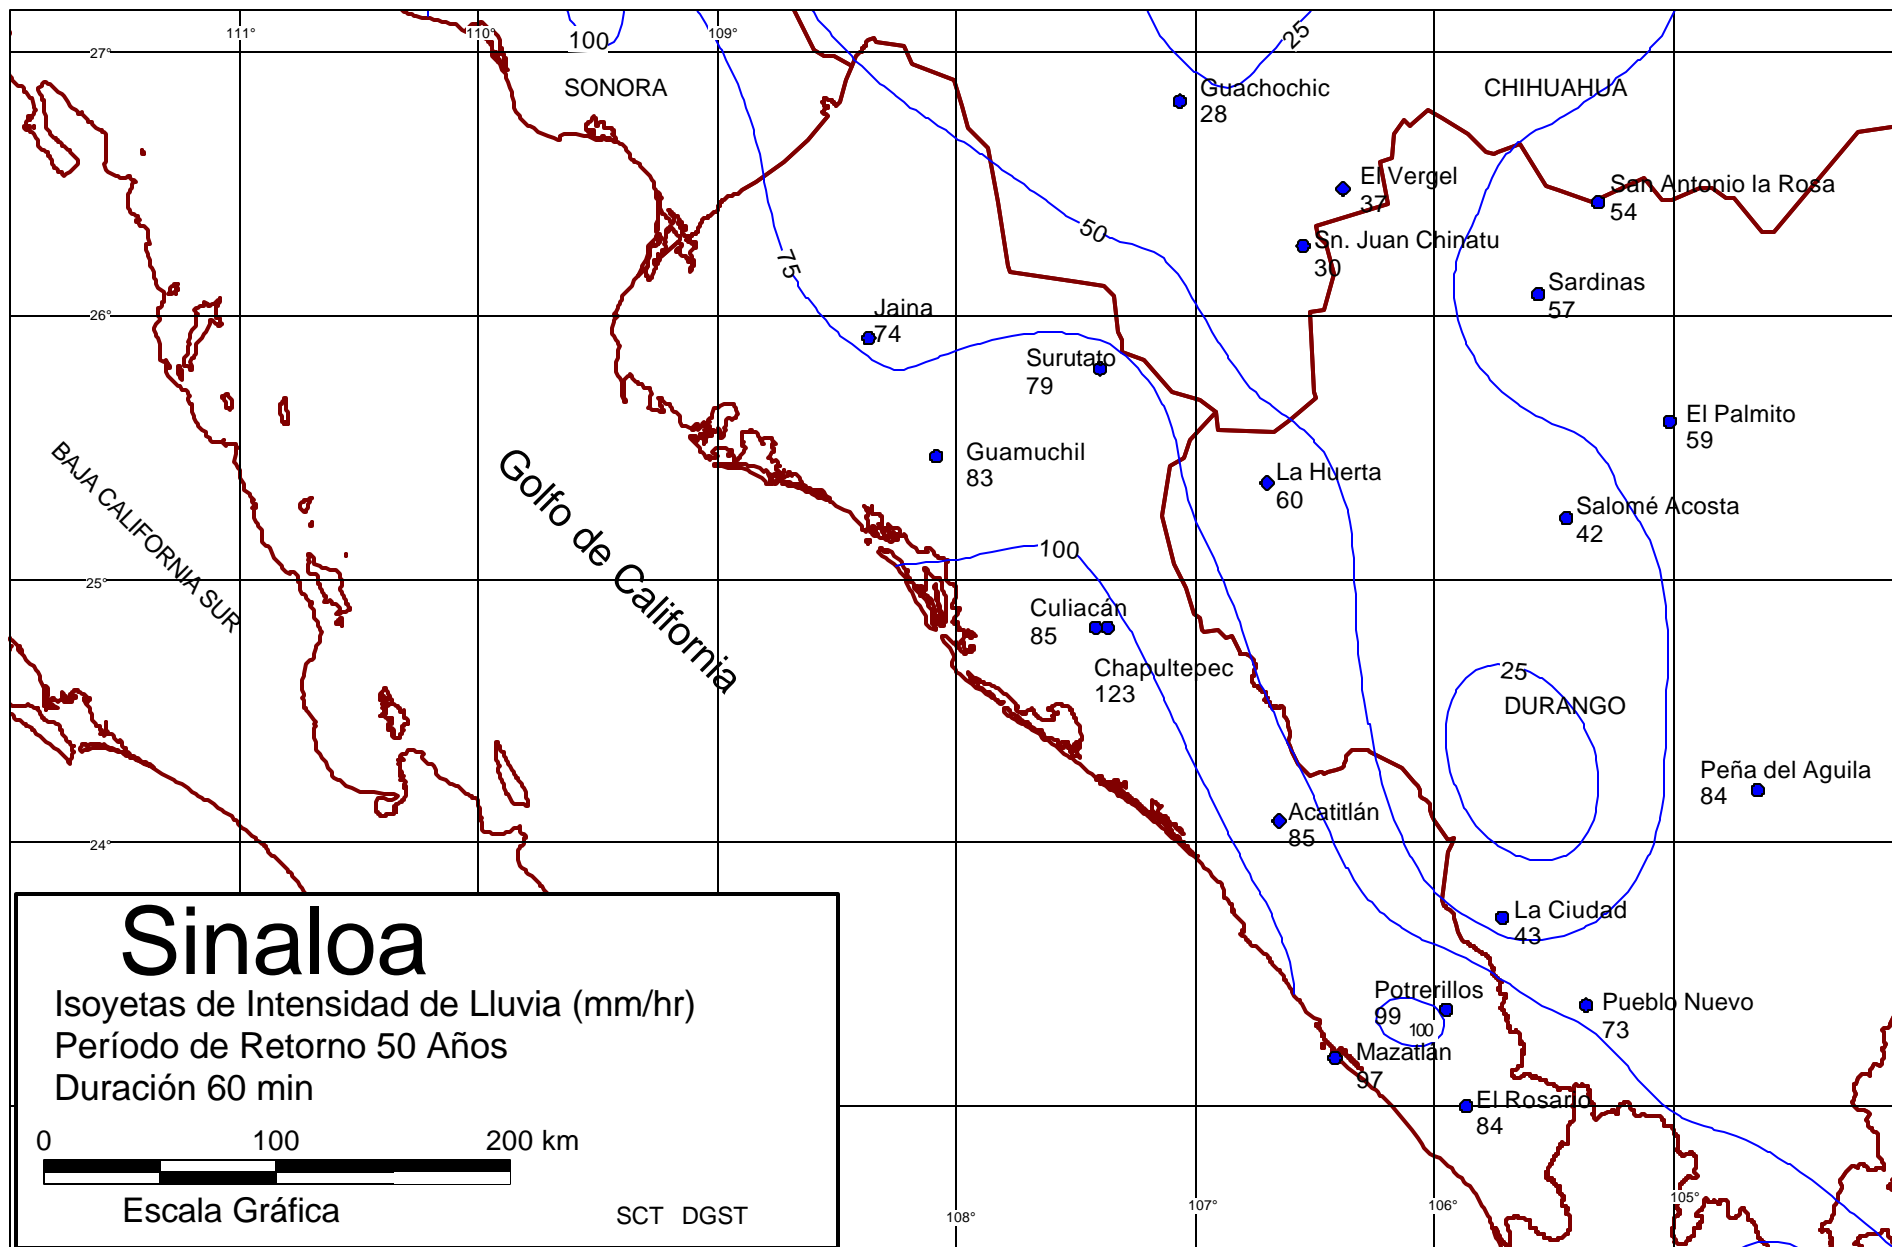 111°
110°
109°
27°
100
25
SONORA
CHIHUAHUA
Guachochic
28
El Vergel
37
San Antonio la Rosa
54
50
Sn. Juan Chinatu
30
75
Sardinas
57
26°
Jaina
74
Surutato
79
El Palmito
59
Guamuchil
83
La Huerta
60
Salomé Acosta
42
BAJA CALIFORNIA SUR
Golfo de California
100
25°
Culiacán
85
Chapultepec
123
25
DURANGO
Peña del Aguila
84
Acatitlán
85
24°
La Ciudad
43
Potrerillos
99
100
Pueblo Nuevo
73
Mazatlán
97
El Rosario
84
Sinaloa
Isoyetas de Intensidad de Lluvia (mm/hr)
Período de Retorno 50 Años
Duración 60 min
0 100 200 km
Escala Gráfica
SCT DGST
108°
107°
106°
105°